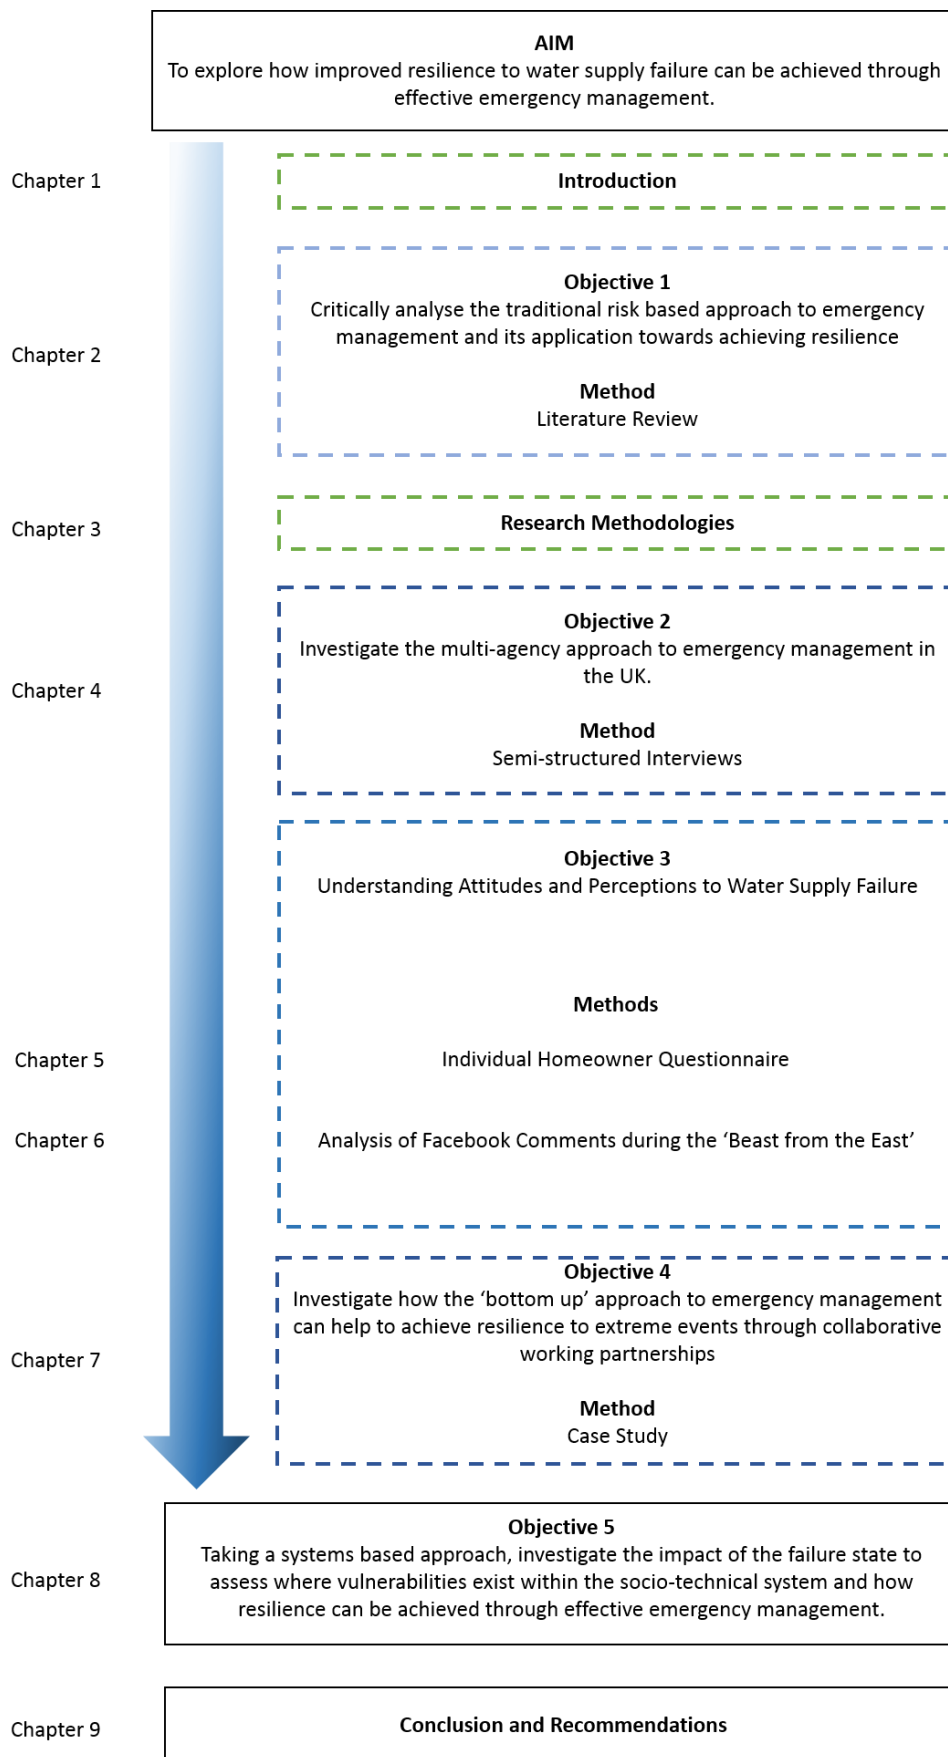 AIM
To explore how improved resilience to water supply failure can be achieved through
effective emergency management.
Chapter 1
Introduction
Chapter 2
Objective 1
Critically analyse the traditional risk based approach to emergency
management and its application towards achieving resilience
Method
Literature Review
Chapter 3
Research Methodologies
Chapter 4
Objective 2
Investigate the multi-agency approach to emergency management in
the UK.
Method
Semi-structured Interviews
Objective 3
Understanding Attitudes and Perceptions to Water Supply Failure
Methods
Chapter 5
Individual Homeowner Questionnaire
Chapter 6
Analysis of Facebook Comments during the ‘Beast from the East’
Chapter 7
Objective 4
Investigate how the ‘bottom up’ approach to emergency management
can help to achieve resilience to extreme events through collaborative
working partnerships
Method
Case Study
Chapter 8
Objective 5
Taking a systems based approach, investigate the impact of the failure state to
assess where vulnerabilities exist within the socio-technical system and how
resilience can be achieved through effective emergency management.
Chapter 9
Conclusion and Recommendations